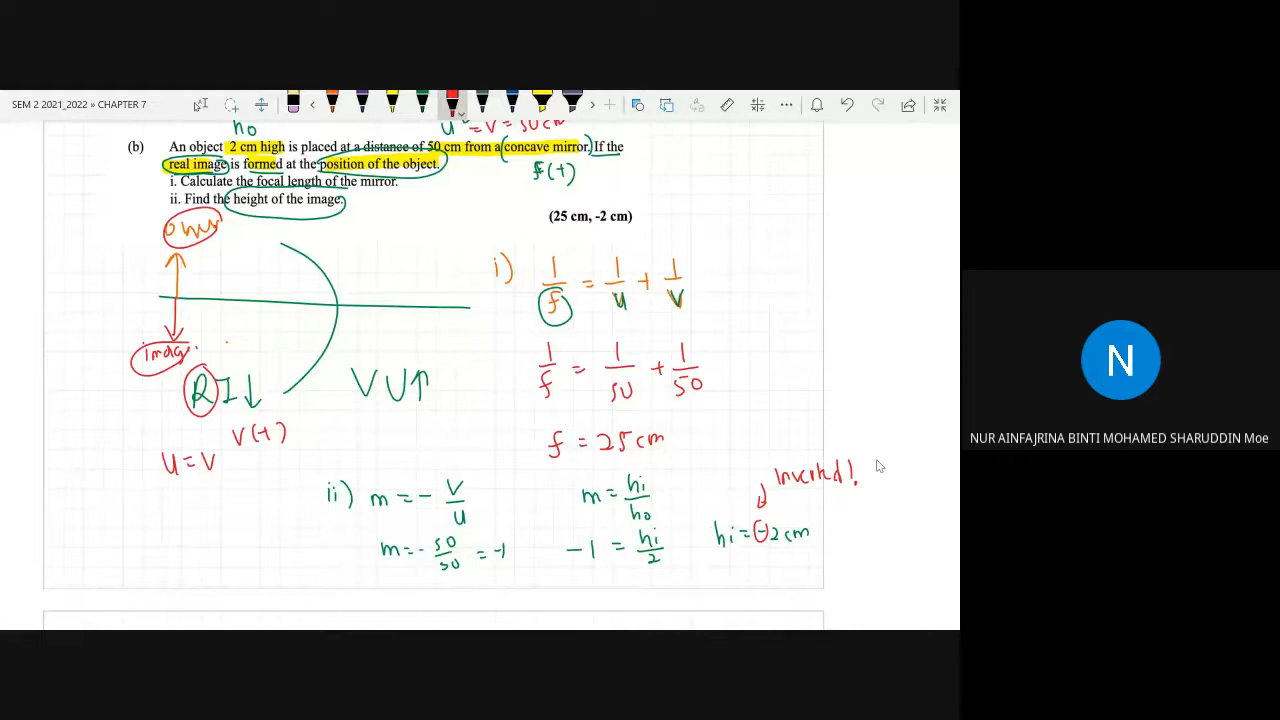 SEM 2 2021_2022 » CHAPTER 7
ho
u = v = 50 cm
(b) An object 2 cm high is placed at a distance of 50 cm from a (concave mirror). If the
real image is formed at the position of the object.
f(+)
i. Calculate the focal length of the mirror.
ii. Find the height of the image.
(25 cm, -2 cm)
i) 1/f = 1/u + 1/v
1/f = 1/50 + 1/50
RI↓ VU↑
v(+)
u = v
f = 25 cm
Inverted!
ii) m = - v/u m = hi/ho
m = - 50/50 = -1 -1 = hi/2 hi = -2 cm
N
NUR AINFAJRINA BINTI MOHAMED SHARUDDIN Moe